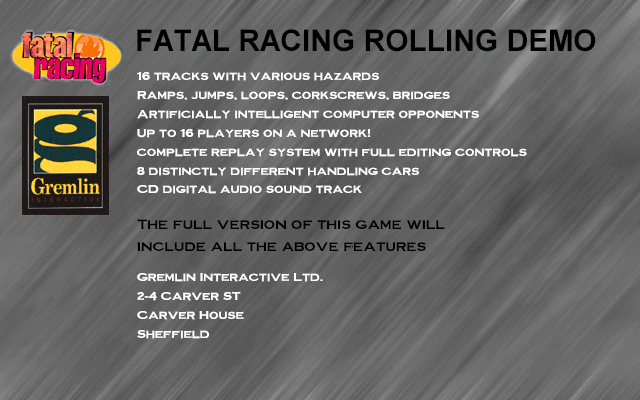 fatal
racing
FATAL RACING ROLLING DEMO
16 TRACKS WITH VARIOUS HAZARDS
RAMPS, JUMPS, LOOPS, CORKSCREWS, BRIDGES
ARTIFICIALLY INTELLIGENT COMPUTER OPPONENTS
UP TO 16 PLAYERS ON A NETWORK!
COMPLETE REPLAY SYSTEM WITH FULL EDITING CONTROLS
8 DISTINCTLY DIFFERENT HANDLING CARS
CD DIGITAL AUDIO SOUND TRACK
Gremlin
INTERACTIVE
THE FULL VERSION OF THIS GAME WILL
INCLUDE ALL THE ABOVE FEATURES
GREMLIN INTERACTIVE LTD.
2-4 CARVER ST
CARVER HOUSE
SHEFFIELD